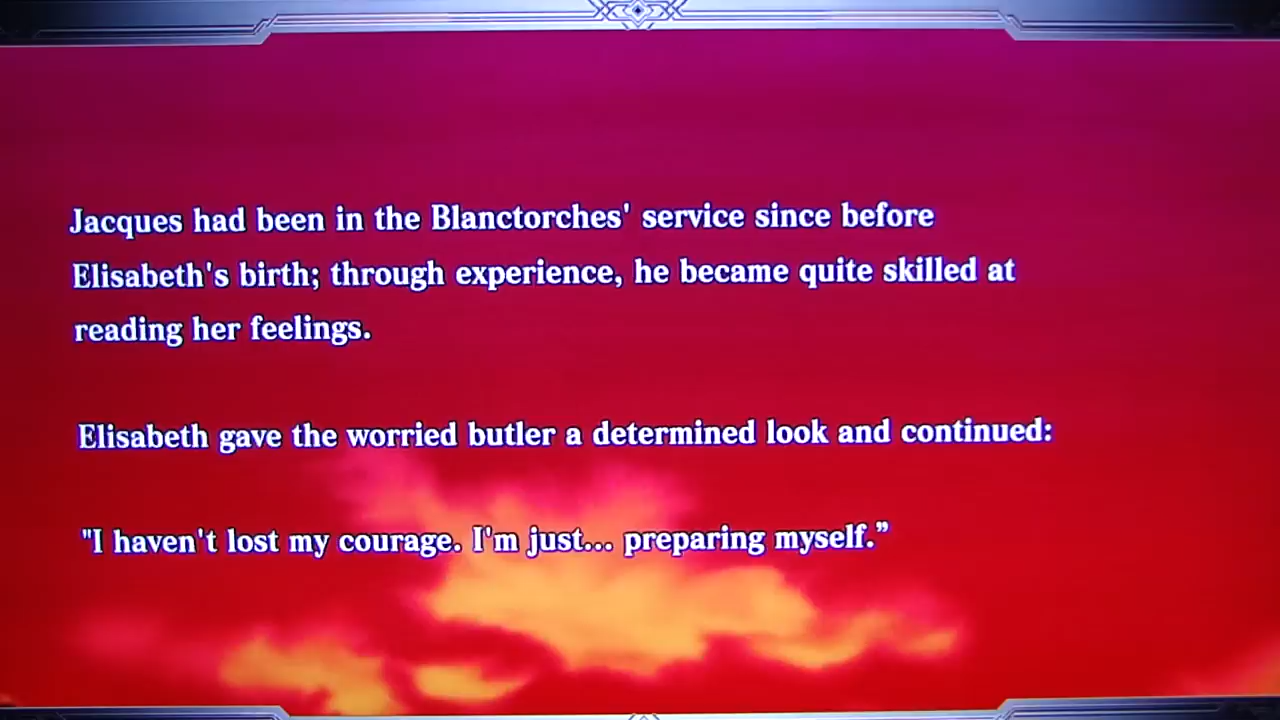 Jacques had been in the Blanctorches' service since before
Elisabeth's birth; through experience, he became quite skilled at
reading her feelings.
Elisabeth gave the worried butler a determined look and continued:
"I haven't lost my courage. I'm just... preparing myself.”